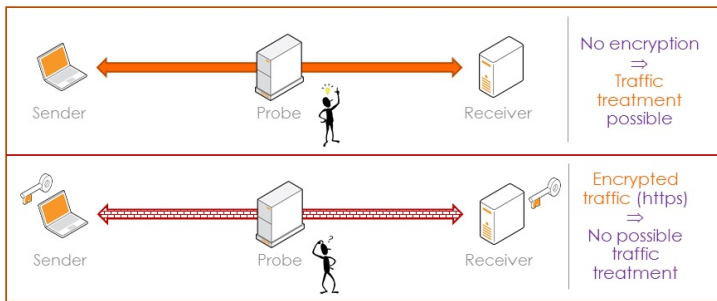 Sender
Probe
Receiver
No encryption
⇒
Traffic
treatment
possible
?
Sender
Probe
Receiver
Encrypted
traffic (https)
⇒
No possible
traffic
treatment